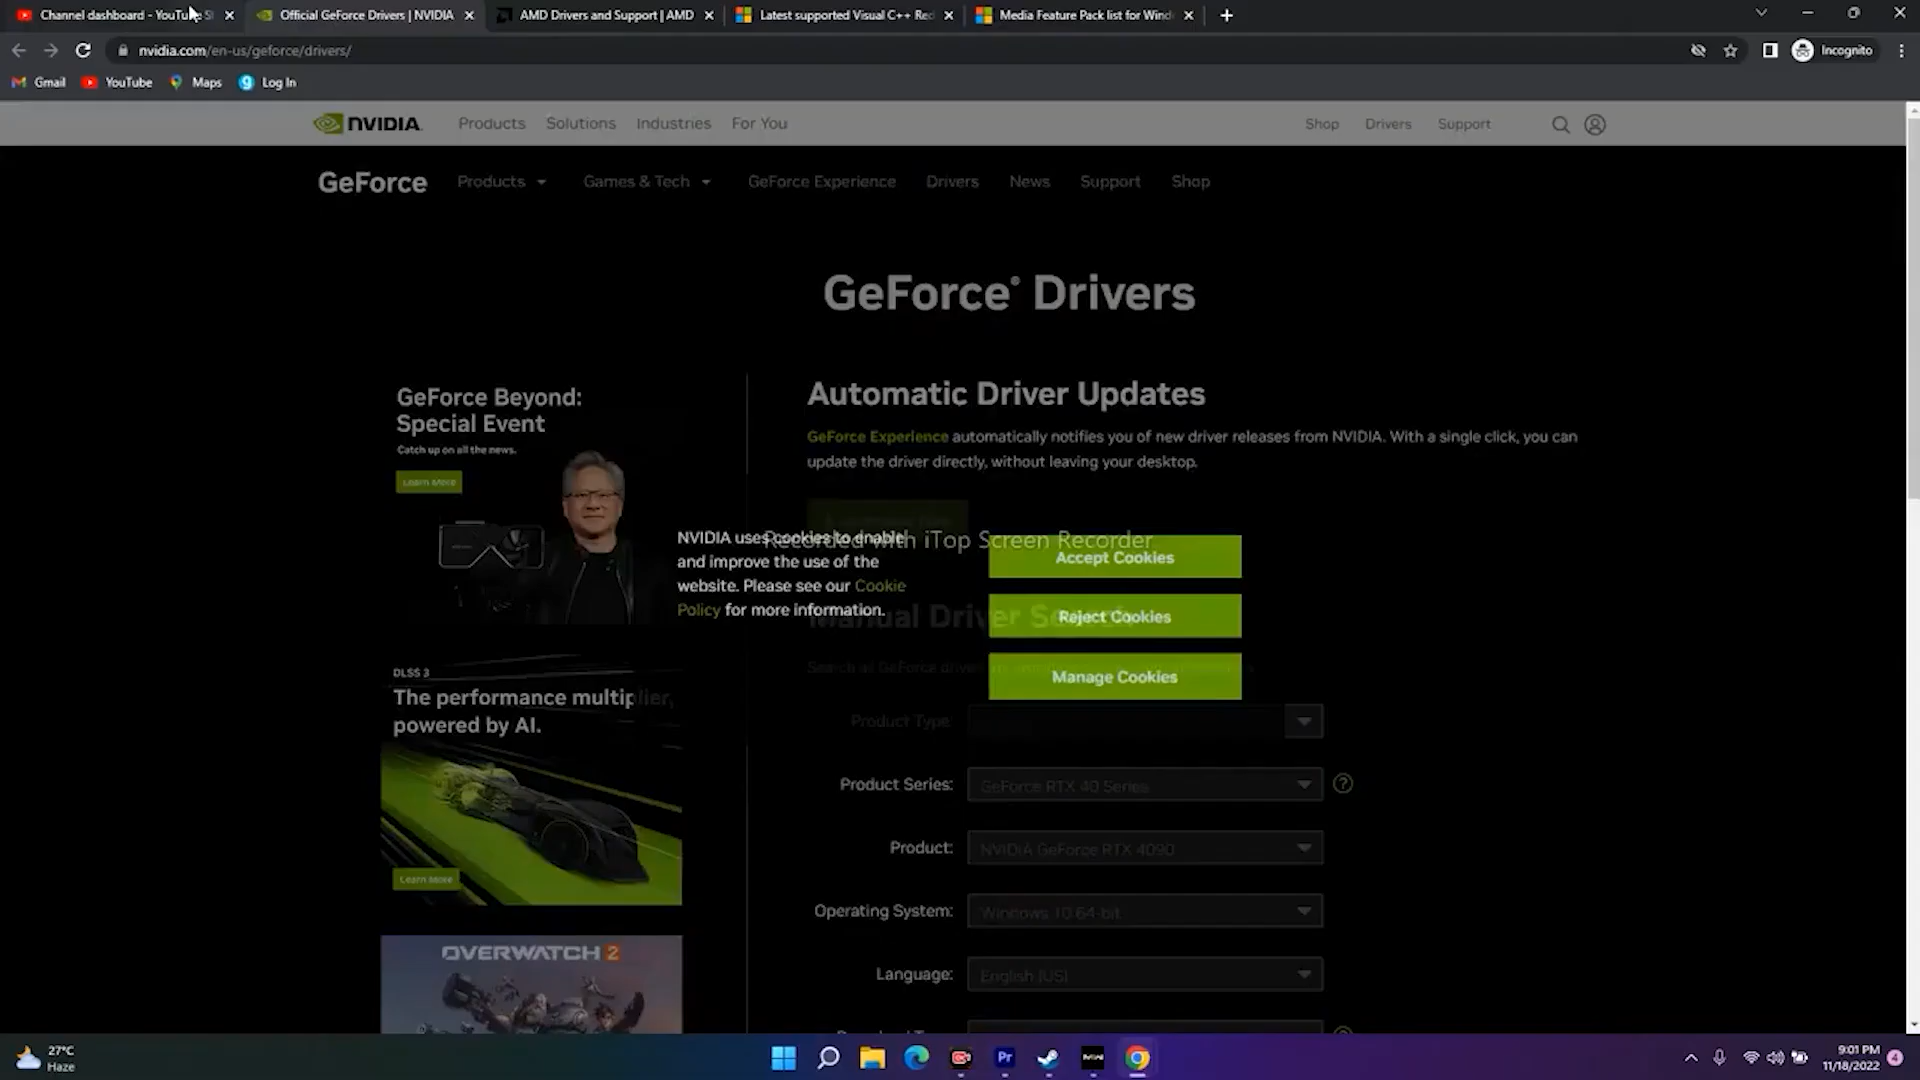 Channel dashboard - YouTube St
Official GeForce Drivers | NVIDIA
AMD Drivers and Support | AMD
Latest supported Visual C++ Red
Media Feature Pack list for Wind
nvidia.com/en-us/geforce/drivers/
Incognito
Gmail
YouTube
Maps
Log In
NVIDIA.
Products
Solutions
Industries
For You
Shop
Drivers
Support
GeForce
Products
Games & Tech
GeForce Experience
Drivers
News
Support
Shop
GeForce® Drivers
GeForce Beyond:
Special Event
Catch up on all the news.
Learn More
Automatic Driver Updates
GeForce Experience automatically notifies you of new driver releases from NVIDIA. With a single click, you can
update the driver directly, without leaving your desktop.
Recorded with iTop Screen Recorder
NVIDIA uses cookies to enable
and improve the use of the
website. Please see our Cookie
Policy for more information.
Accept Cookies
Reject Cookies
Manage Cookies
Manual Driver
DLSS 3
The performance multiplier,
powered by AI.
Learn More
Product Type:
Product Series:
GeForce RTX 40 Series
?
Product:
NVIDIA GeForce RTX 4090
Operating System:
Windows 10 64-bit
Language:
English (US)
OVERWATCH 2
27°C
Haze
Pr
9:01 PM
11/18/2022
4